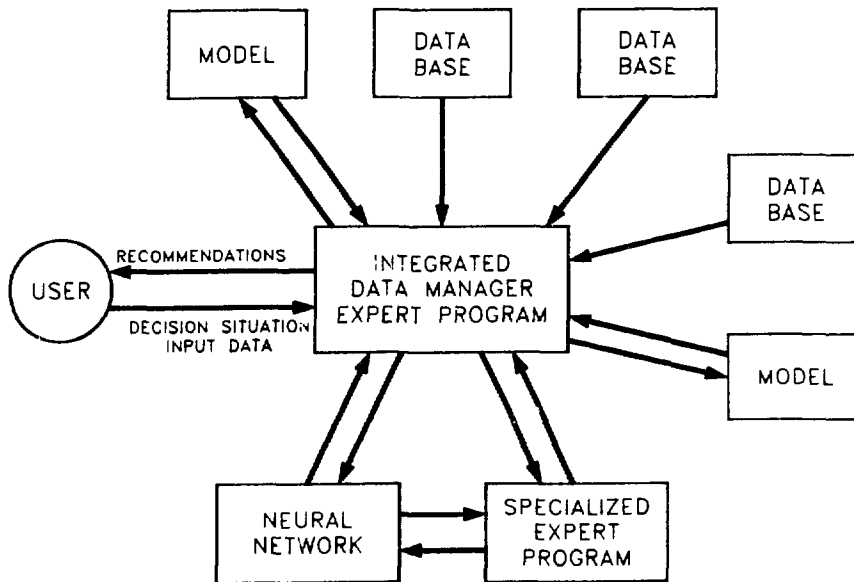 MODEL
DATA
BASE
DATA
BASE
DATA
BASE
RECOMMENDATIONS
USER
DECISION SITUATION
INPUT DATA
INTEGRATED
DATA MANAGER
EXPERT PROGRAM
MODEL
NEURAL
NETWORK
SPECIALIZED
EXPERT
PROGRAM